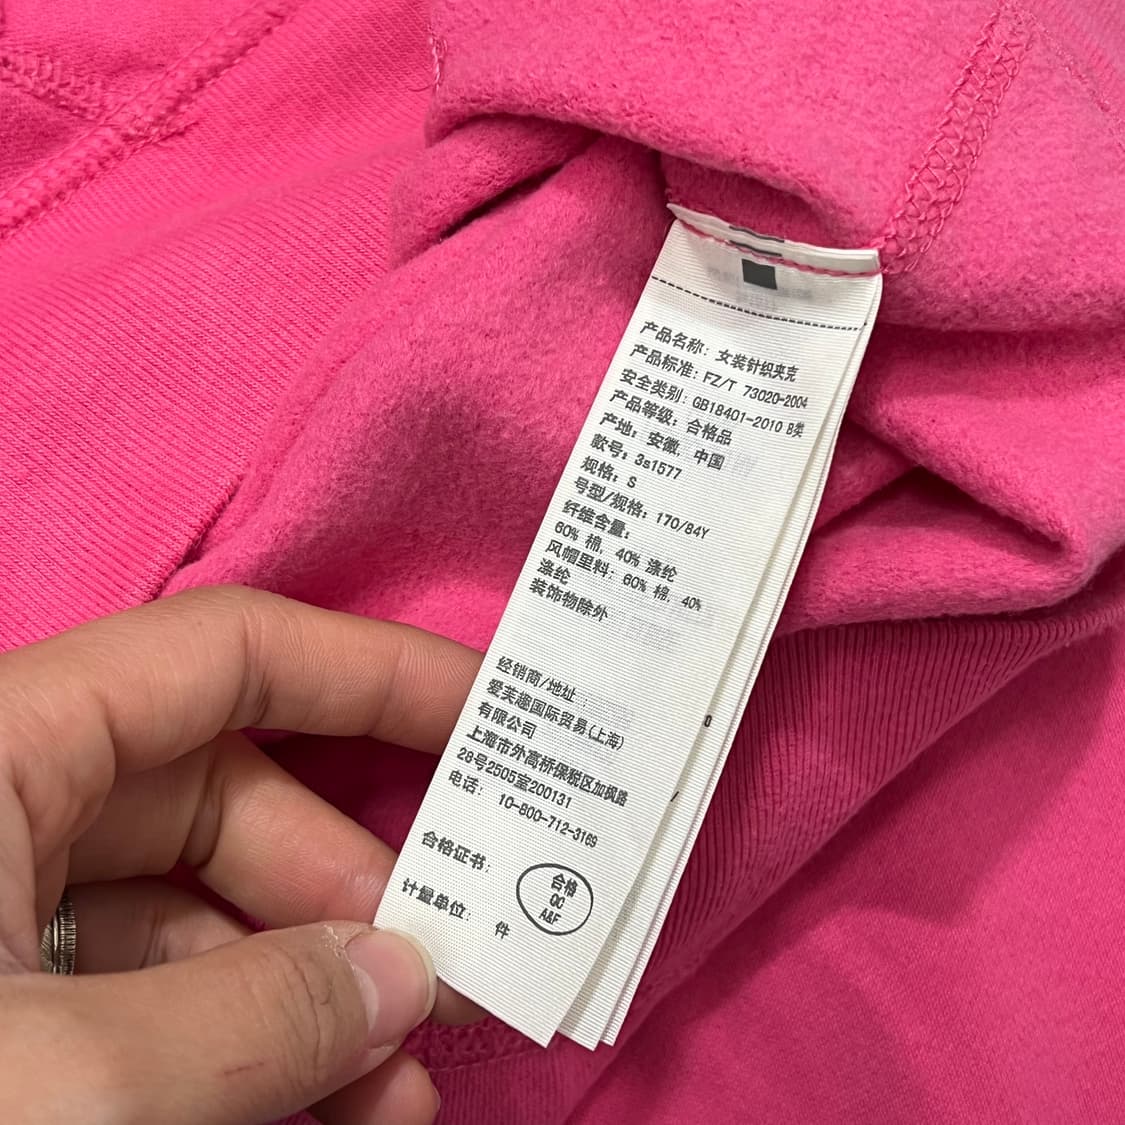 产品名称: 女装针织夹克
产品标准: FZ/T 73020-2004
安全类别: GB18401-2010 B类
产品等级: 合格品
产地: 安徽, 中国
款号: 3s1577
规格: S
号型/规格: 170/84Y
纤维含量:
60% 棉, 40% 涤纶
风帽里料: 60% 棉, 40%
涤纶
装饰物除外
经销商/地址:
爱芙趣国际贸易(上海)
有限公司
上海市外高桥保税区加枫路
28号2505室200131
电话: 10-800-712-3169
合格证书:
合格
QC
A&F
计量单位: 件